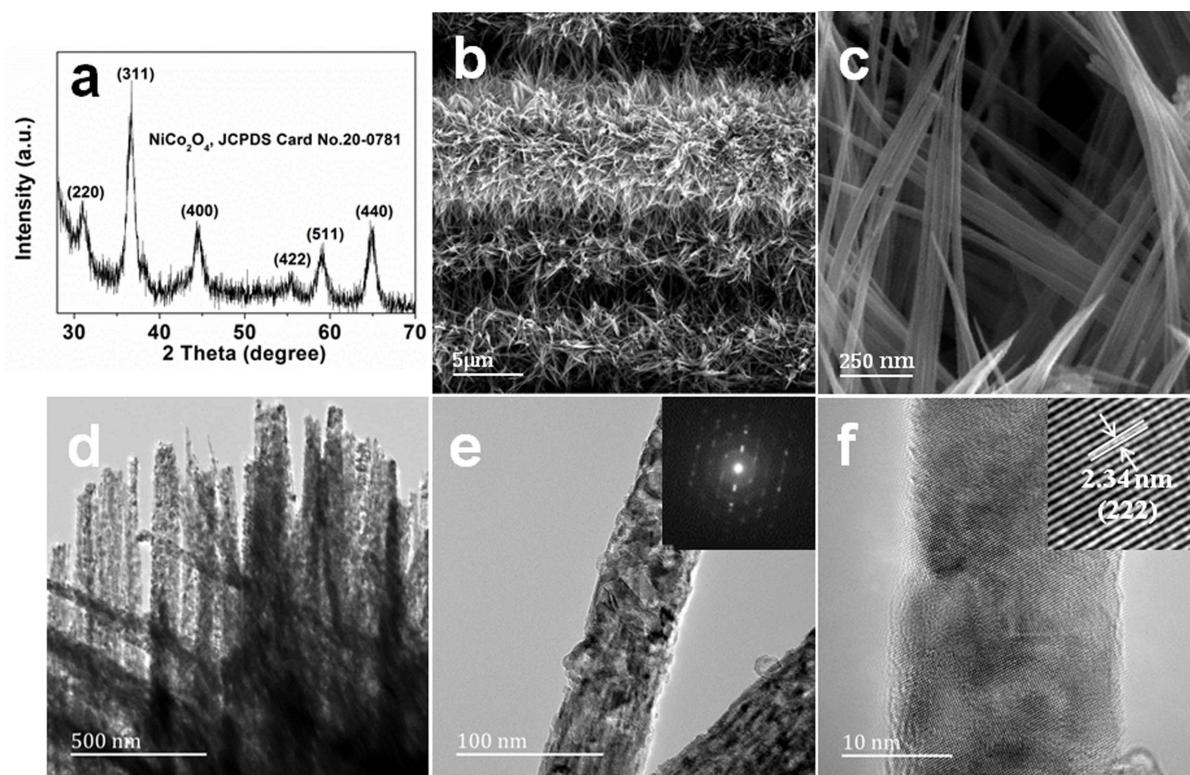 a
(311)
NiCo₂O₄, JCPDS Card No.20-0781
(220)
(400)
(422)
(511)
(440)
Intensity (a.u.)
30 40 50 60 70
2 Theta (degree)
b
5μm
c
250 nm
d
500 nm
e
100 nm
f
2.34 nm
(222)
10 nm